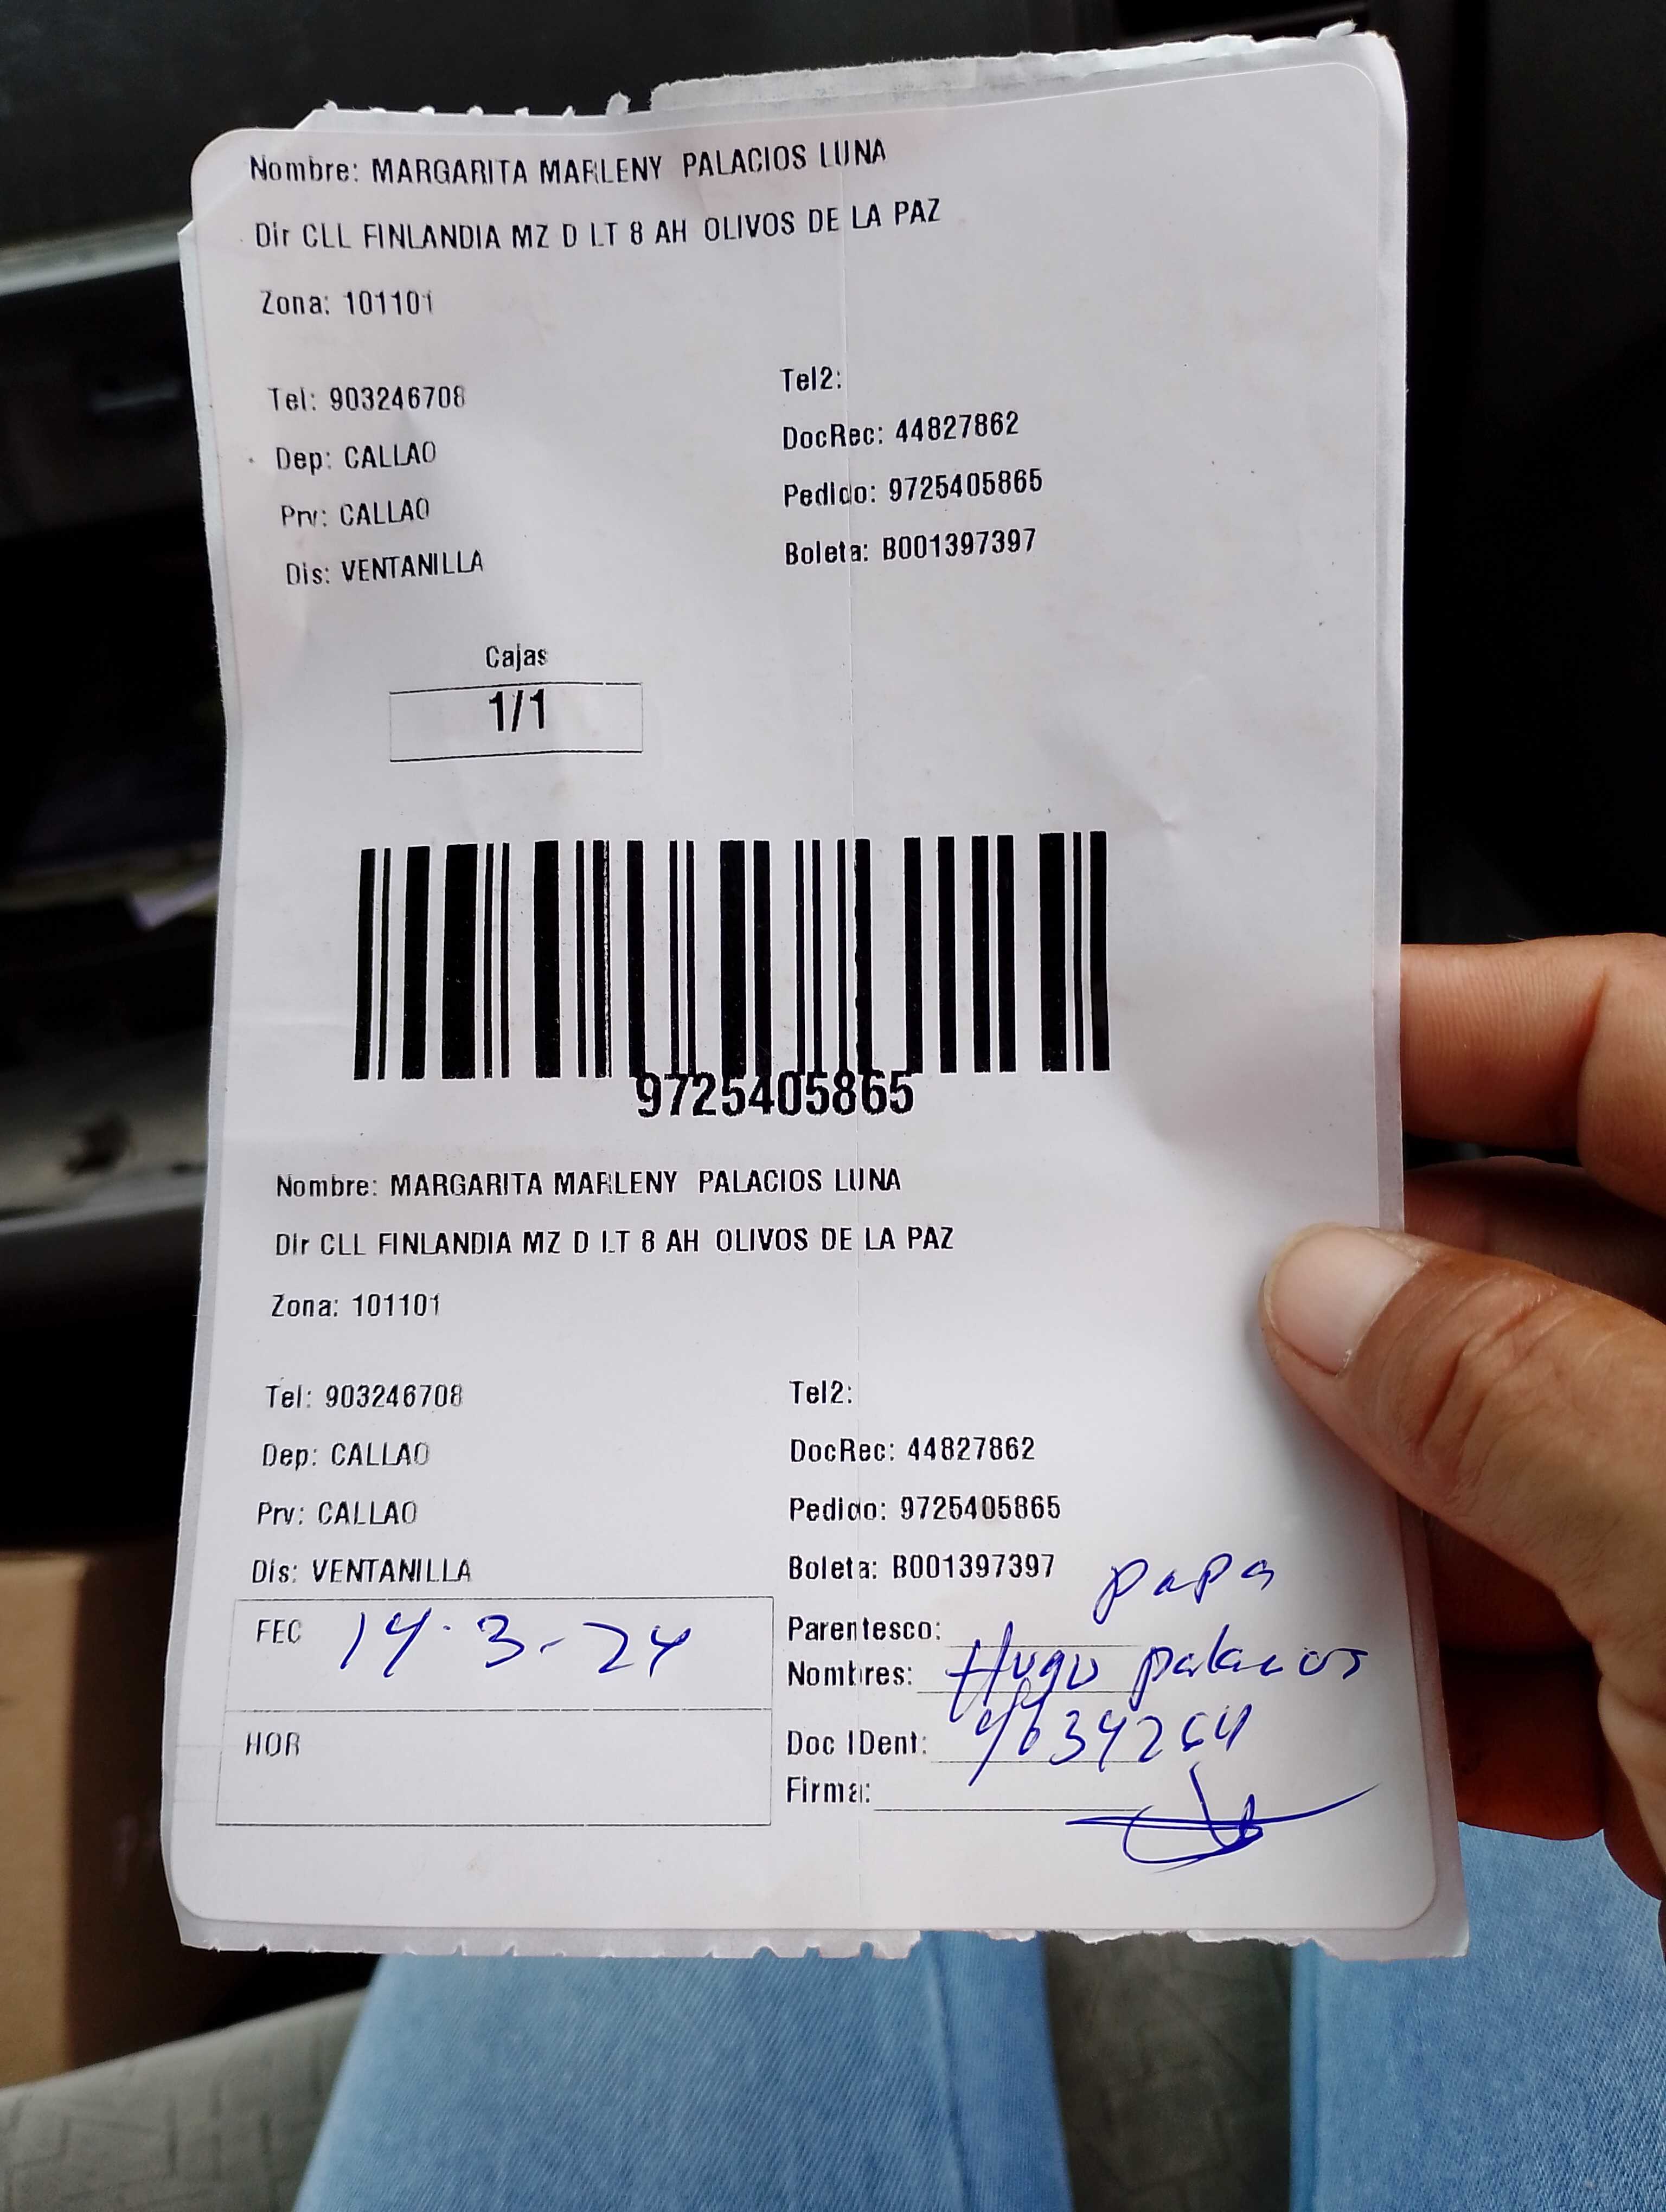 Nombre: MARGARITA MARLENY PALACIOS LUNA
Dir CLL FINLANDIA MZ D LT 8 AH OLIVOS DE LA PAZ
Zona: 101101
Tel: 903246708 Tel2:
Dep: CALLAO DocRec: 44827862
Prv: CALLAO Pedido: 9725405865
Dis: VENTANILLA Boleta: B001397397
Cajas
1/1
9725405865
Nombre: MARGARITA MARLENY PALACIOS LUNA
Dir CLL FINLANDIA MZ D LT 8 AH OLIVOS DE LA PAZ
Zona: 101101
Tel: 903246708 Tel2:
Dep: CALLAO DocRec: 44827862
Prv: CALLAO Pedido: 9725405865
Dis: VENTANILLA Boleta: B001397397
FEC 14.3-24 Parentesco: papa
Nombres: Hugo palacios
HOR Doc IDent:
Firma: